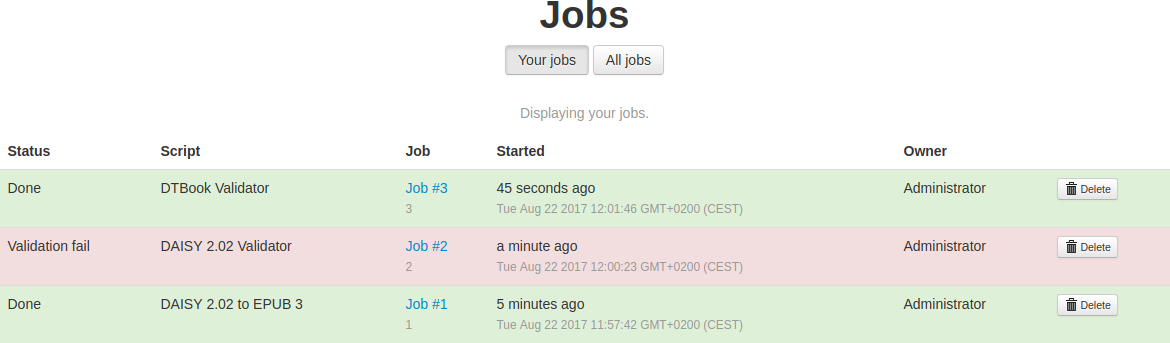 Jobs
Your jobs All jobs
Displaying your jobs.
Status Script Job Started Owner
Done DTBook Validator Job #3 45 seconds ago Administrator Delete
3 Tue Aug 22 2017 12:01:46 GMT+0200 (CEST)
Validation fail DAISY 2.02 Validator Job #2 a minute ago Administrator Delete
2 Tue Aug 22 2017 12:00:23 GMT+0200 (CEST)
Done DAISY 2.02 to EPUB 3 Job #1 5 minutes ago Administrator Delete
1 Tue Aug 22 2017 11:57:42 GMT+0200 (CEST)